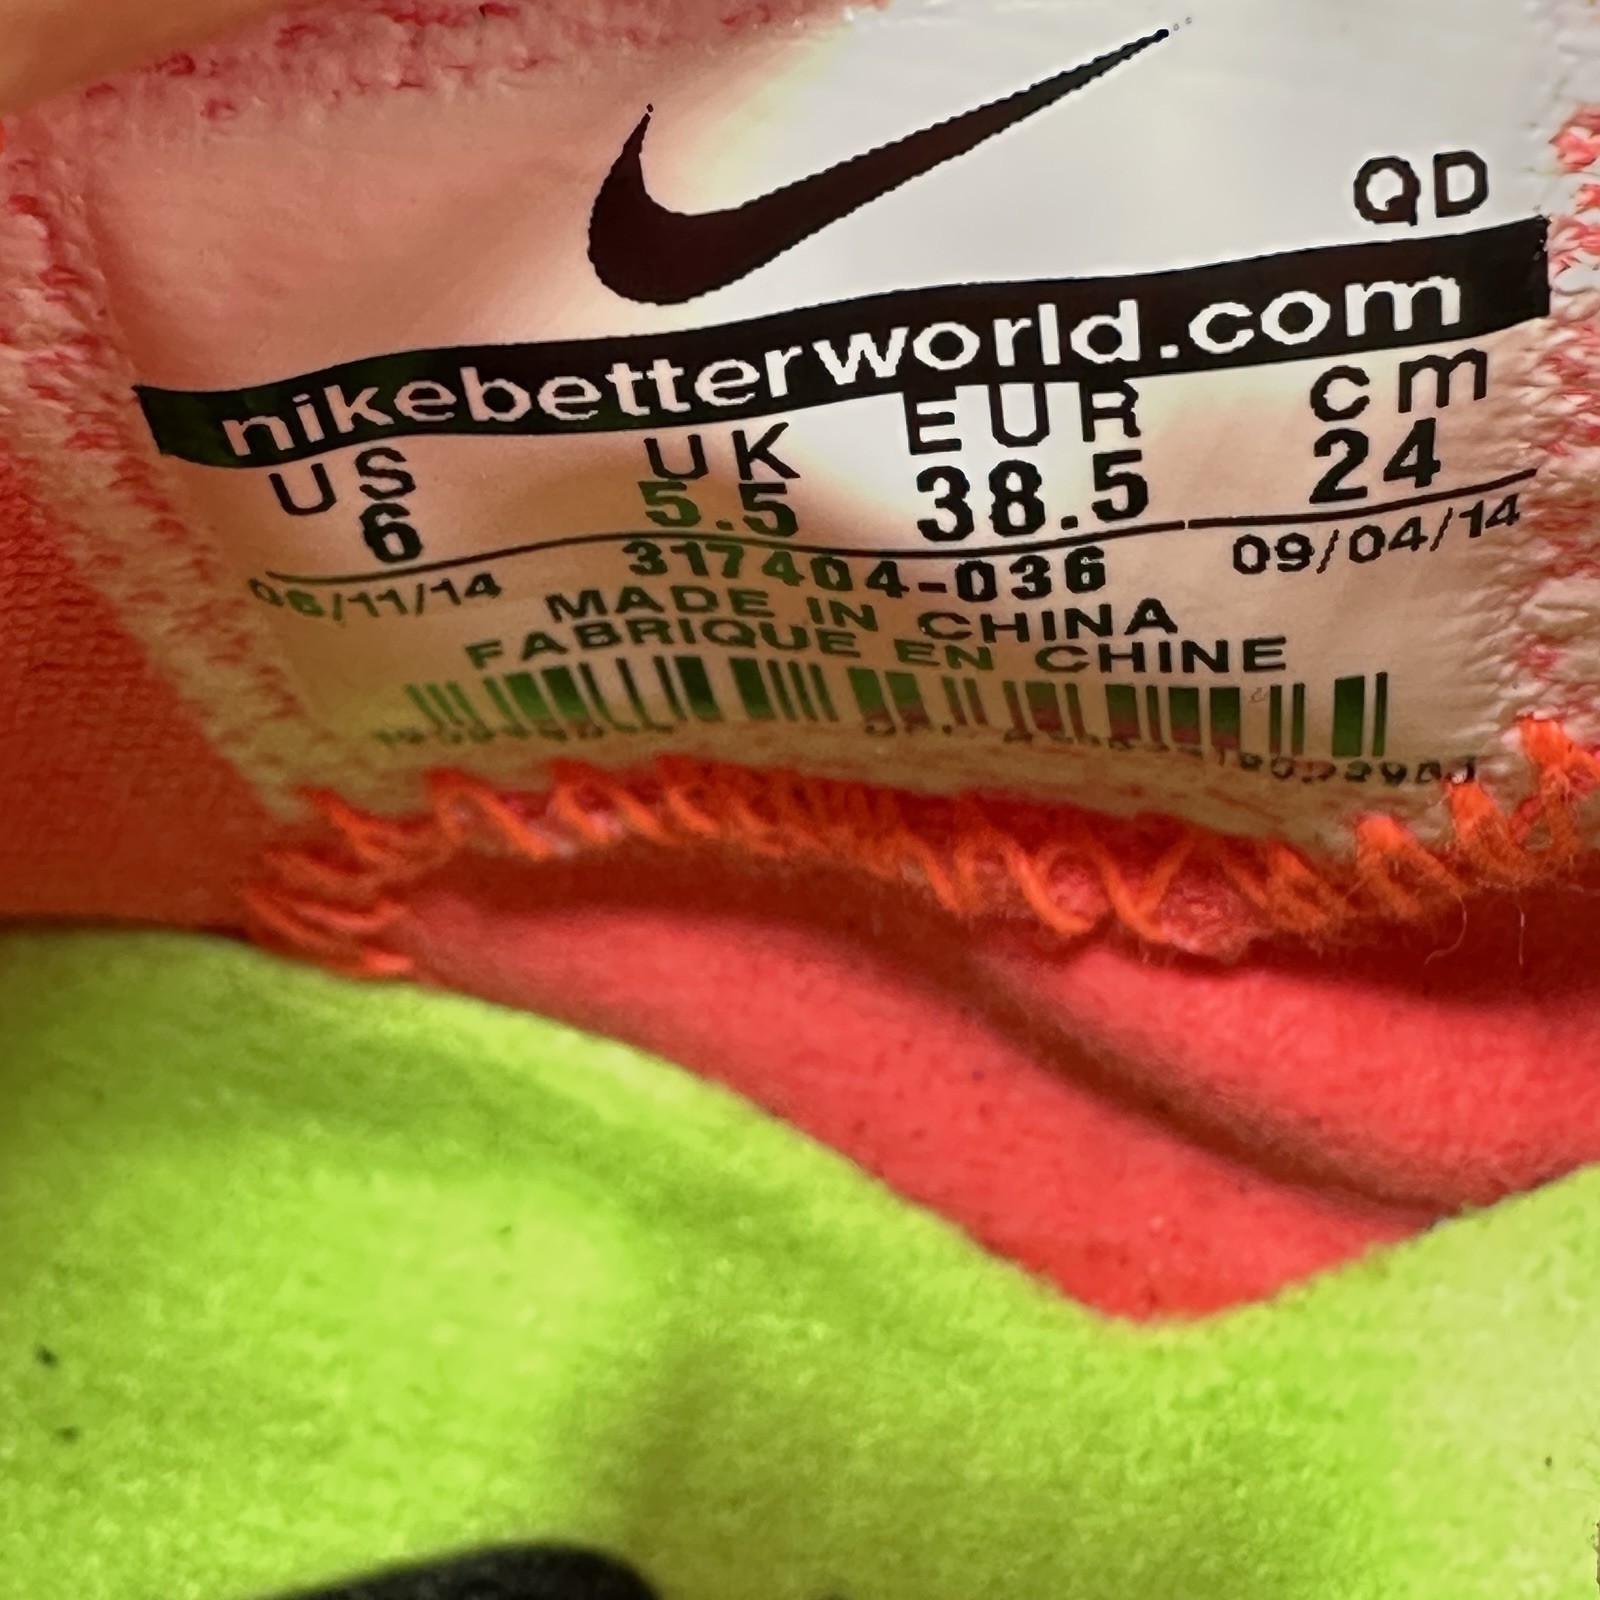 QD
nikebetterworld.com
US UK EUR cm
6 5.5 38.5 24
06/11/14 317404-036 09/04/14
MADE IN CHINA
FABRIQUE EN CHINE